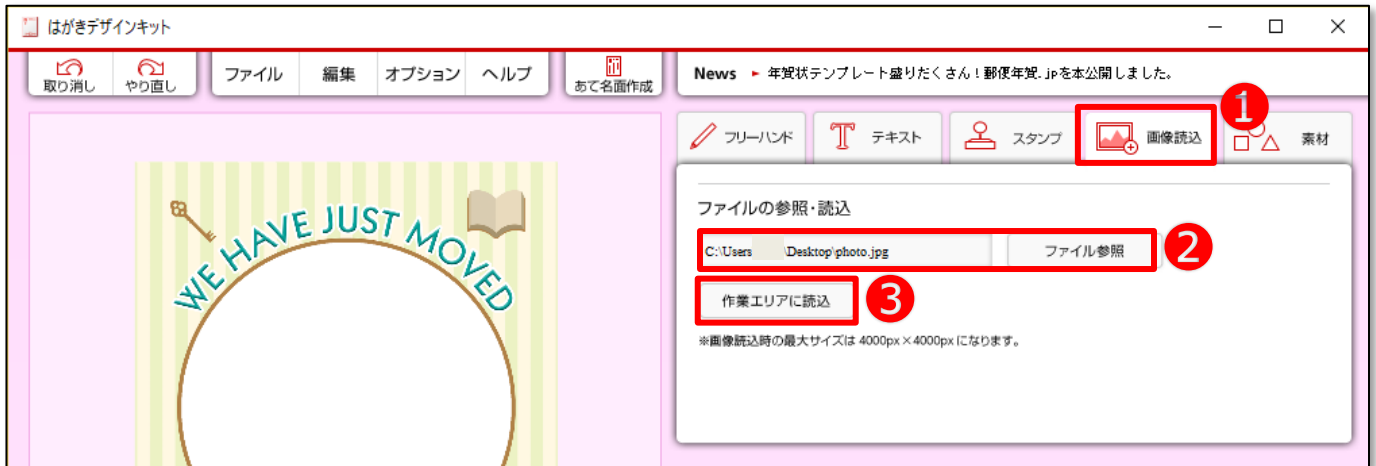 はがきデザインキット
取り消し やり直し ファイル 編集 オプション ヘルプ あて名面作成
News ► 年賀状テンプレート盛りだくさん！郵便年賀.jpを本公開しました。
1
フリーハンド テキスト スタンプ 画像読込 素材
ファイルの参照・読込
C:\Users \Desktop\photo.jpg ファイル参照 2
作業エリアに読込 3
※画像読込時の最大サイズは 4000px×4000px になります。
WE HAVE JUST MOVED